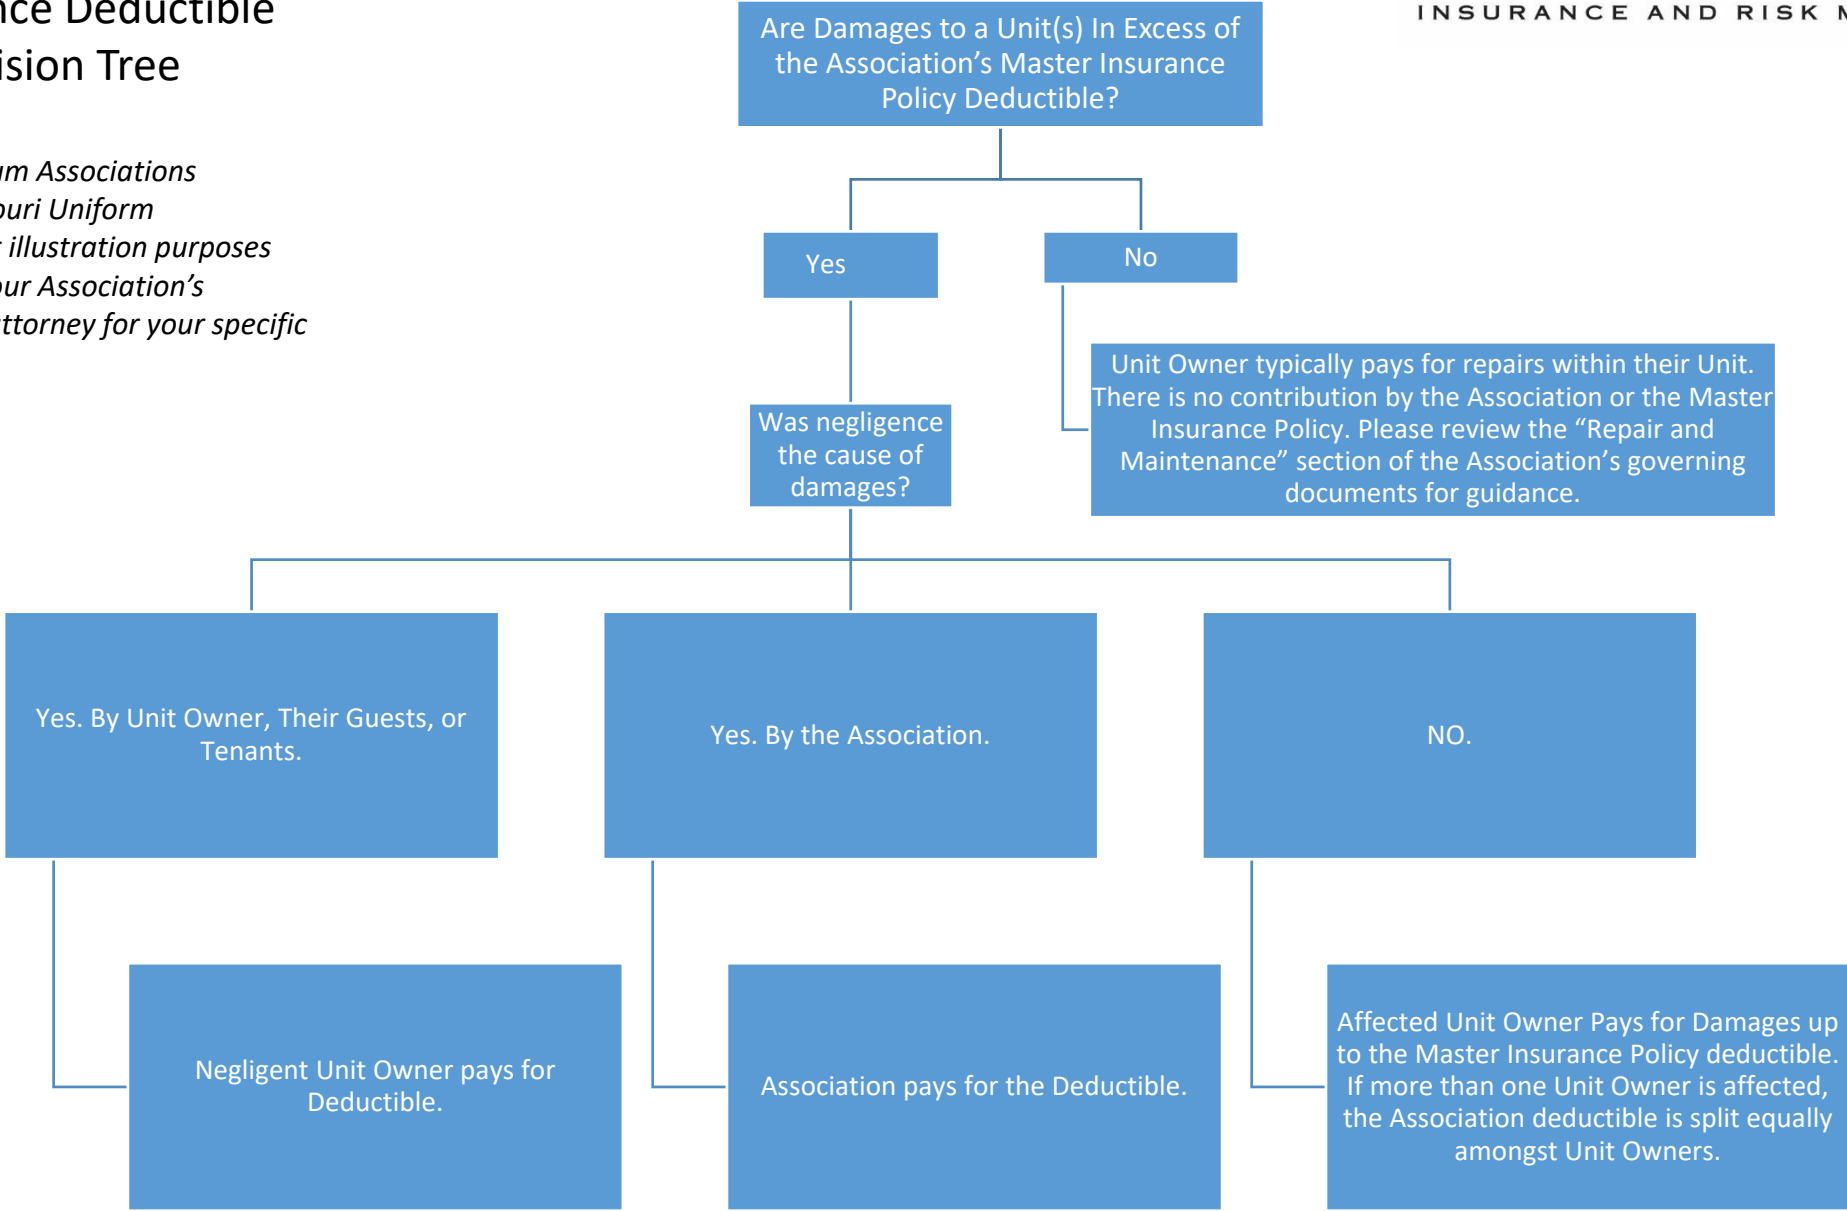 nce Deductible
ision Tree
um Associations
ouri Uniform
r illustration purposes
our Association’s
attorney for your specific
INSURANCE AND RISK M
Are Damages to a Unit(s) In Excess of
the Association’s Master Insurance
Policy Deductible?
Yes
No
Unit Owner typically pays for repairs within their Unit.
There is no contribution by the Association or the Master
Insurance Policy. Please review the “Repair and
Maintenance” section of the Association’s governing
documents for guidance.
Was negligence
the cause of
damages?
Yes. By Unit Owner, Their Guests, or
Tenants.
Yes. By the Association.
NO.
Negligent Unit Owner pays for
Deductible.
Association pays for the Deductible.
Affected Unit Owner Pays for Damages up
to the Master Insurance Policy deductible.
If more than one Unit Owner is affected,
the Association deductible is split equally
amongst Unit Owners.